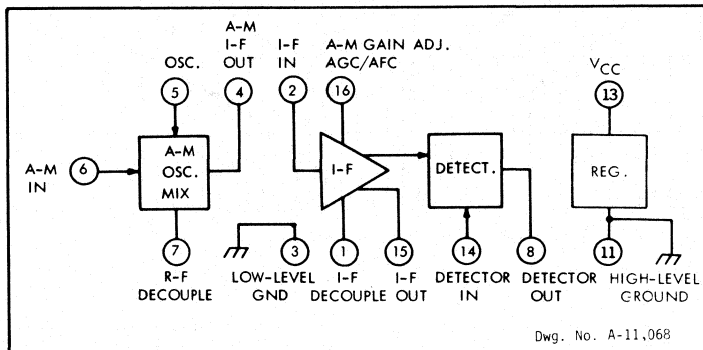 A-M
I-F
OUT
OSC.
I-F
IN
A-M GAIN ADJ.
AGC/AFC
VCC
5
4
2
16
13
A-M
IN
6
A-M
OSC.
MIX
I-F
DETECT.
REG.
7
3
1
15
14
8
11
R-F
DECOUPLE
LOW-LEVEL
GND
I-F
DECOUPLE
I-F
OUT
DETECTOR
IN
DETECTOR
OUT
HIGH-LEVEL
GROUND
Dwg. No. A-11,068